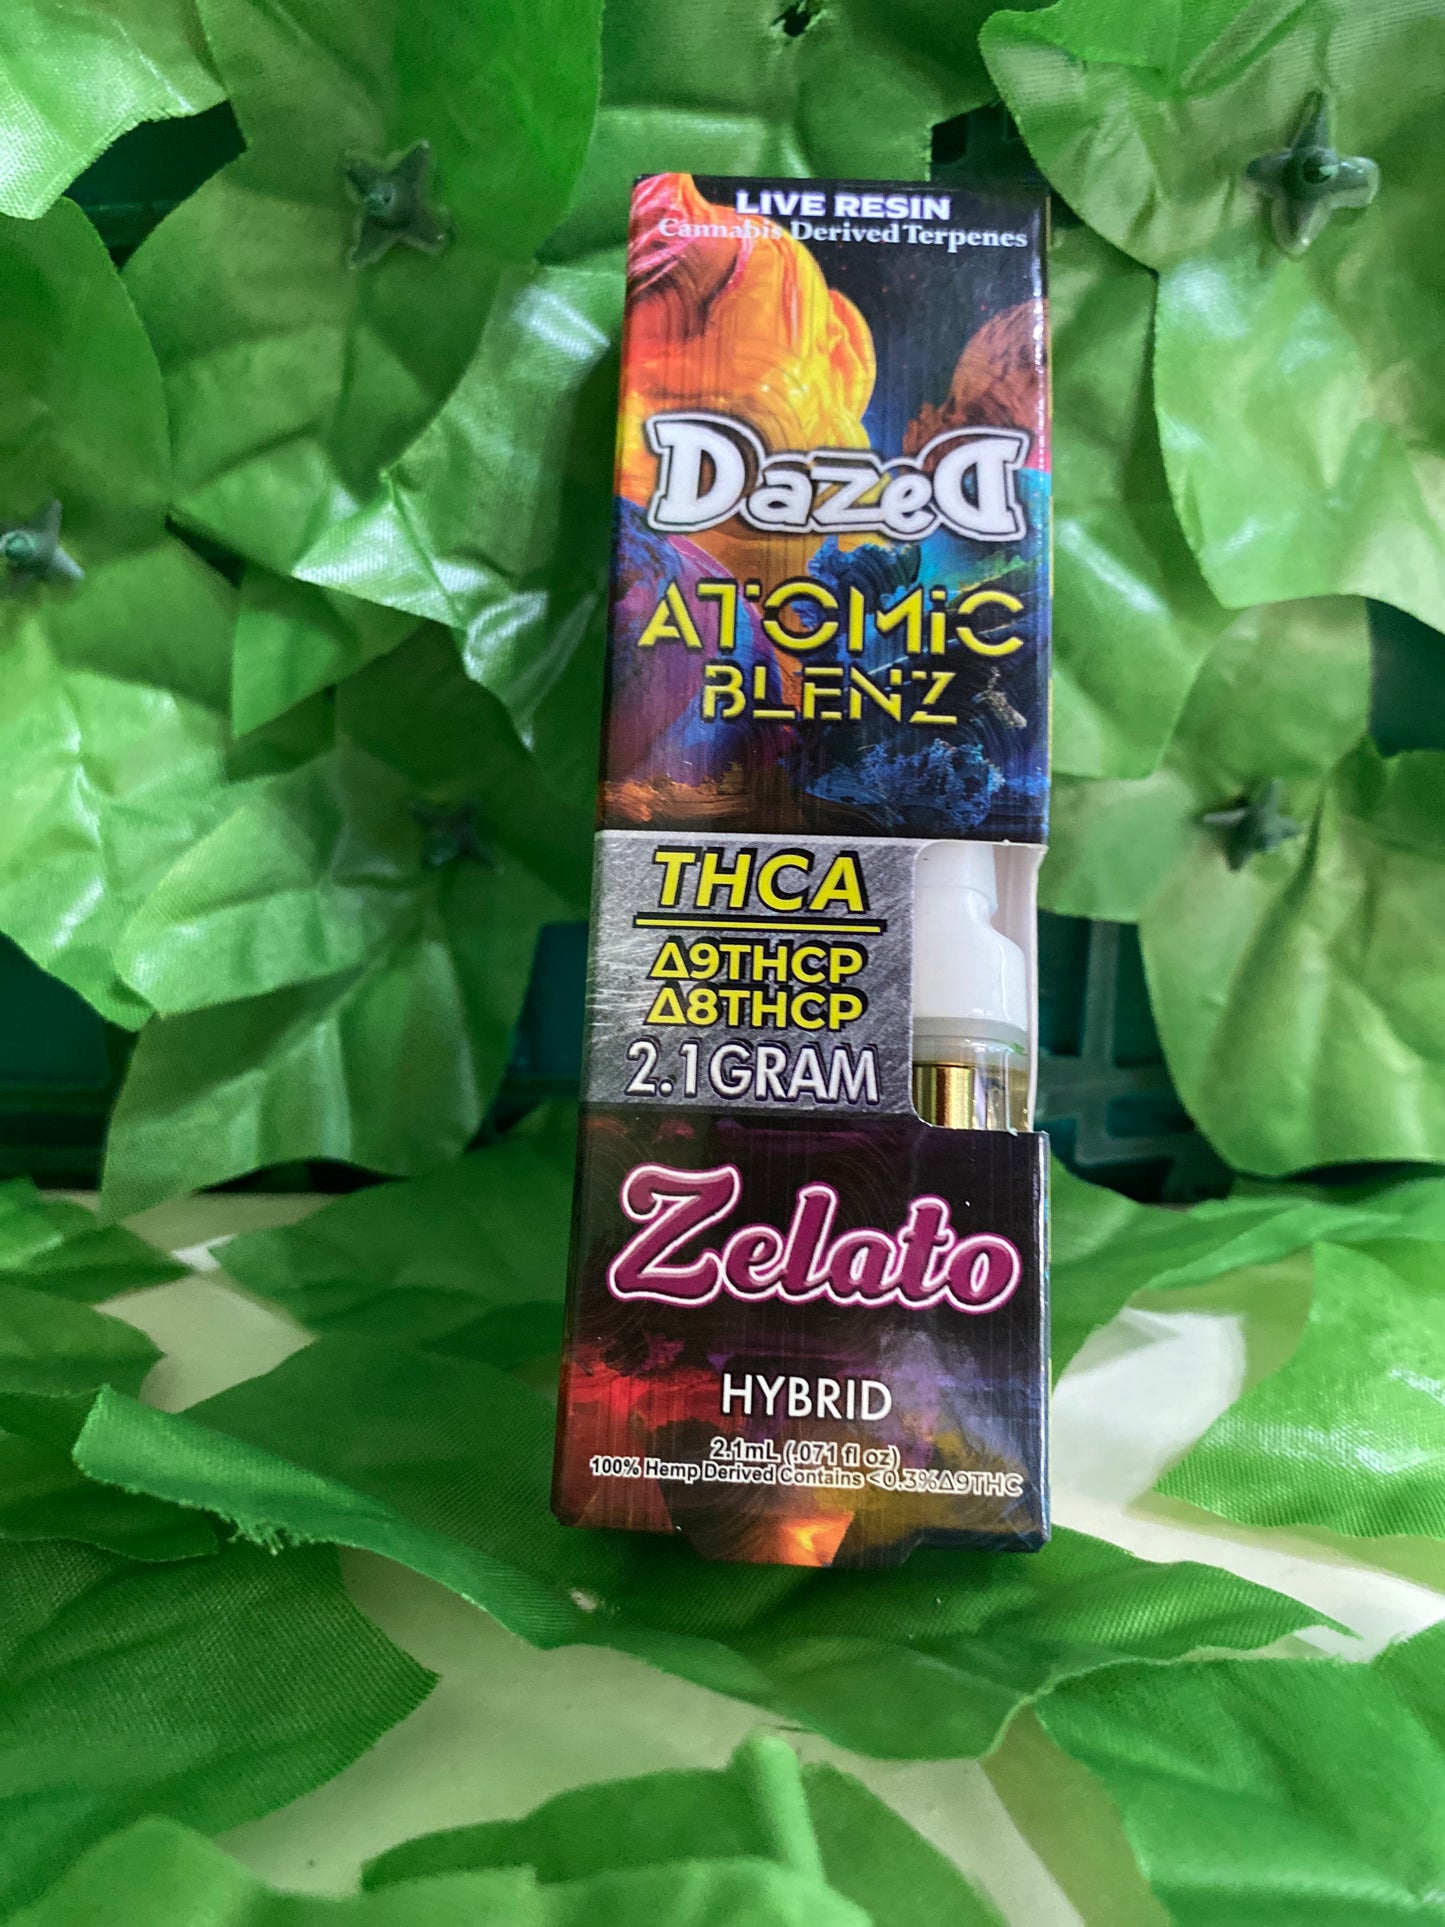 LIVE RESIN
Cannabis Derived Terpenes
DazeD
ATOMiC
BLENZ
THCA
Δ9THCP
Δ8THCP
2.1GRAM
Zelato
HYBRID
2.1mL (.071 fl oz)
100% Hemp Derived Contains <0.3%Δ9THC